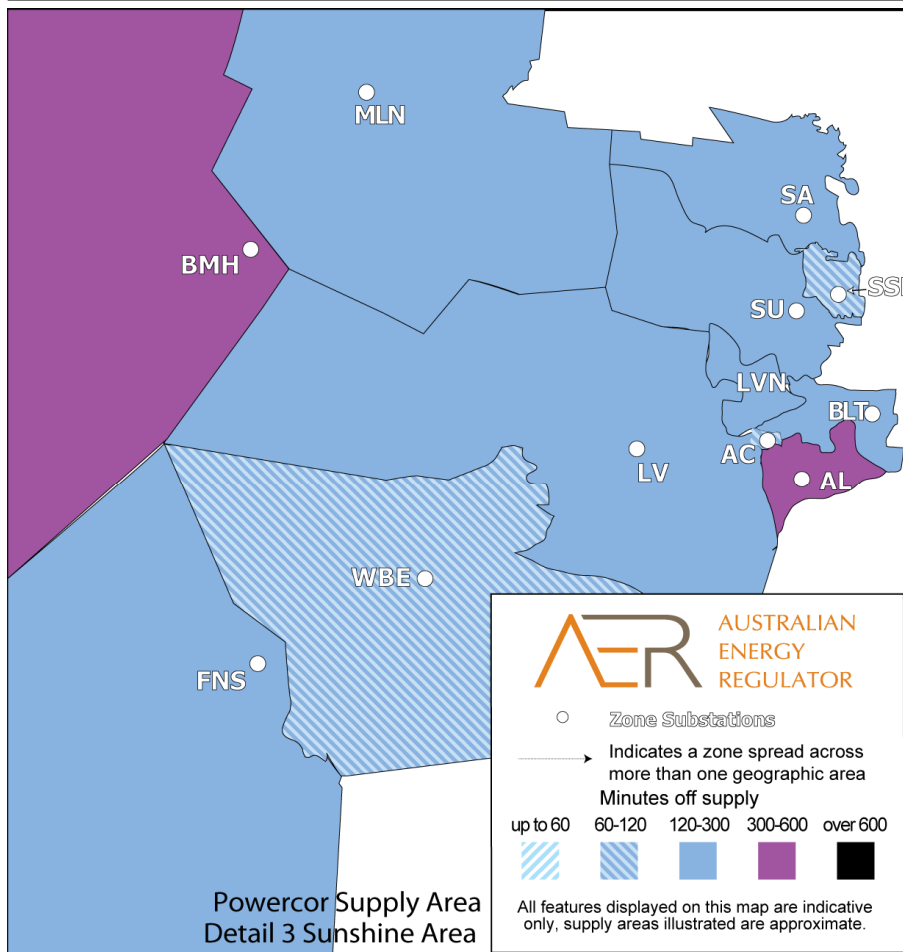 MLN
SA
BMH
SS
SU
LVN
BLT
AC
LV
AL
WBE
FNS
AER
AUSTRALIAN
ENERGY
REGULATOR
Zone Substations
Indicates a zone spread across
more than one geographic area
Minutes off supply
up to 60 60-120 120-300 300-600 over 600
All features displayed on this map are indicative
only, supply areas illustrated are approximate.
Powercor Supply Area
Detail 3 Sunshine Area